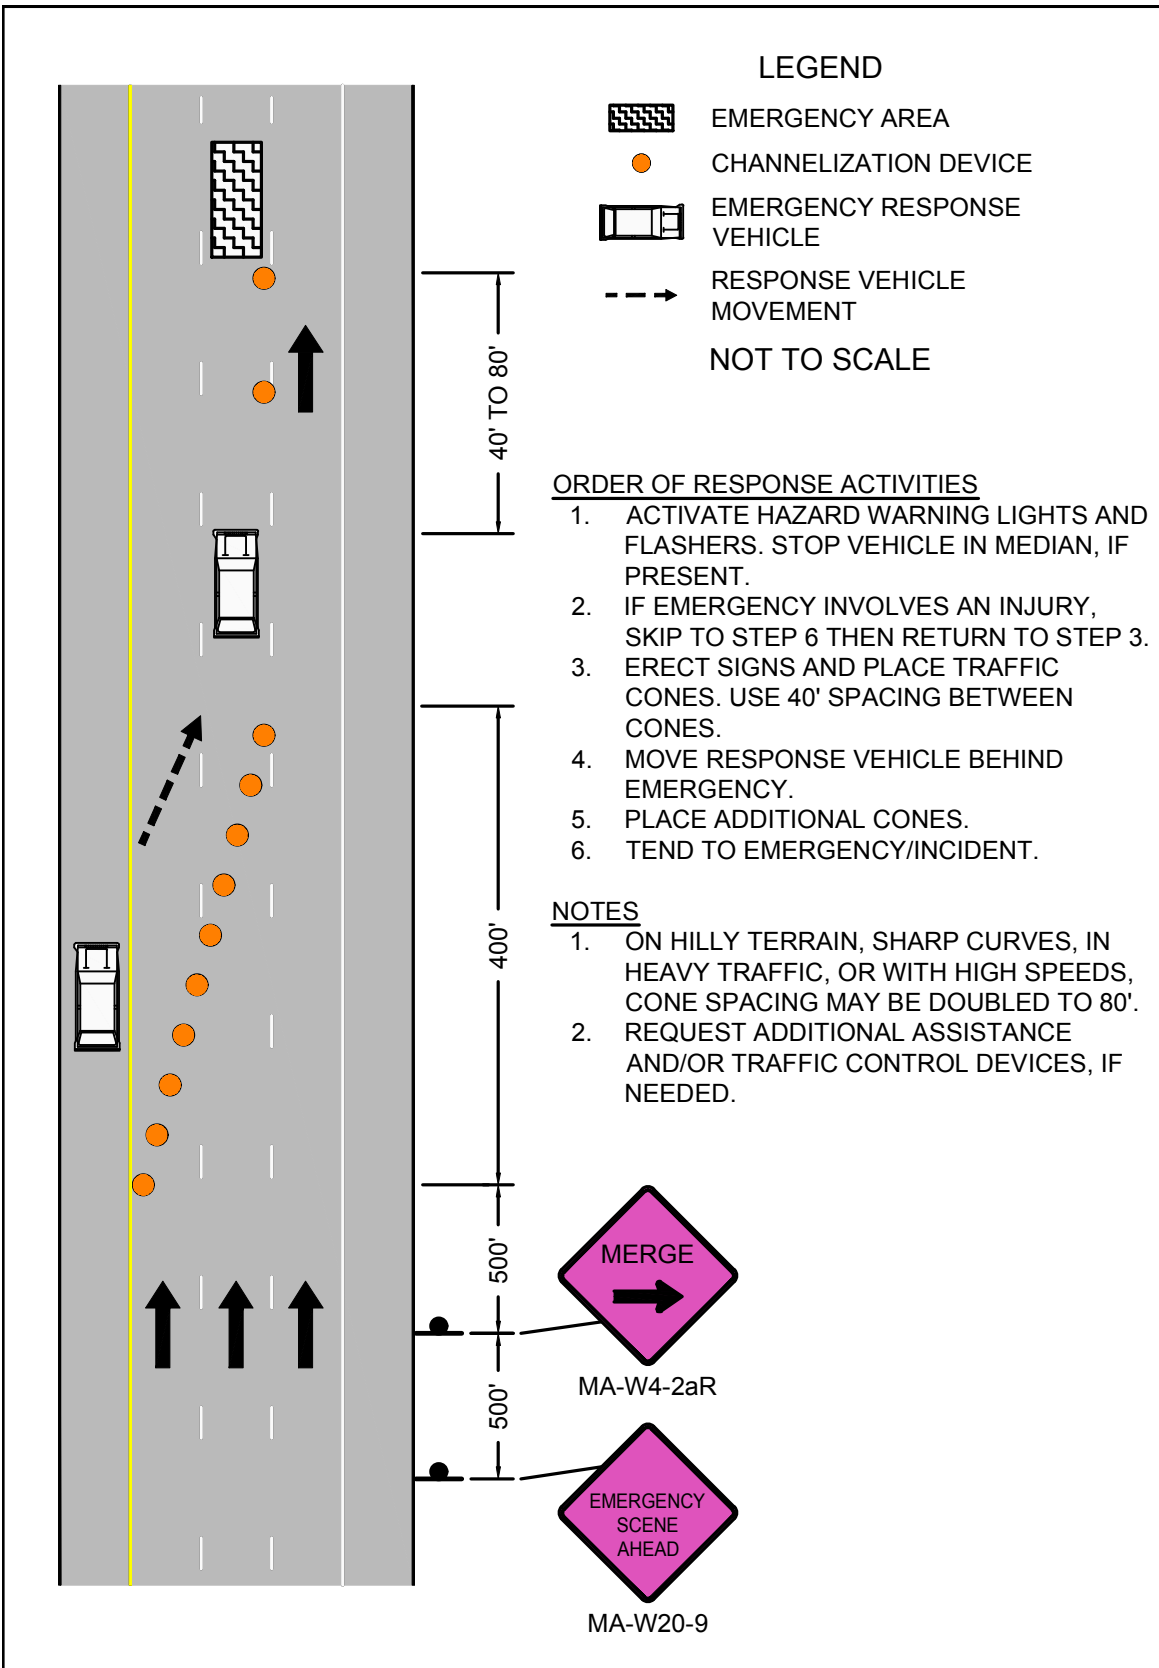 LEGEND
EMERGENCY AREA
CHANNELIZATION DEVICE
EMERGENCY RESPONSE
VEHICLE
RESPONSE VEHICLE
MOVEMENT
NOT TO SCALE
40' TO 80'
ORDER OF RESPONSE ACTIVITIES
1. ACTIVATE HAZARD WARNING LIGHTS AND
FLASHERS. STOP VEHICLE IN MEDIAN, IF
PRESENT.
2. IF EMERGENCY INVOLVES AN INJURY,
SKIP TO STEP 6 THEN RETURN TO STEP 3.
3. ERECT SIGNS AND PLACE TRAFFIC
CONES. USE 40' SPACING BETWEEN
CONES.
4. MOVE RESPONSE VEHICLE BEHIND
EMERGENCY.
5. PLACE ADDITIONAL CONES.
6. TEND TO EMERGENCY/INCIDENT.
400'
NOTES
1. ON HILLY TERRAIN, SHARP CURVES, IN
HEAVY TRAFFIC, OR WITH HIGH SPEEDS,
CONE SPACING MAY BE DOUBLED TO 80'.
2. REQUEST ADDITIONAL ASSISTANCE
AND/OR TRAFFIC CONTROL DEVICES, IF
NEEDED.
500'
MERGE
MA-W4-2aR
500'
EMERGENCY
SCENE
AHEAD
MA-W20-9